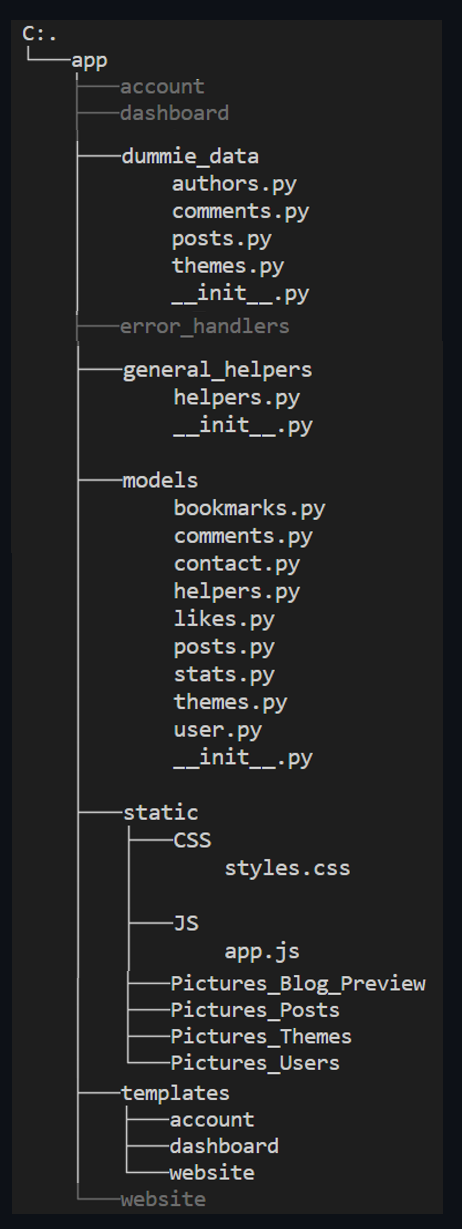 C:.
└───app
account
dashboard
dummie_data
authors.py
comments.py
posts.py
themes.py
__init__.py
error_handlers
general_helpers
helpers.py
__init__.py
models
bookmarks.py
comments.py
contact.py
helpers.py
likes.py
posts.py
stats.py
themes.py
user.py
__init__.py
static
CSS
styles.css
JS
app.js
Pictures_Blog_Preview
Pictures_Posts
Pictures_Themes
Pictures_Users
templates
account
dashboard
website
website